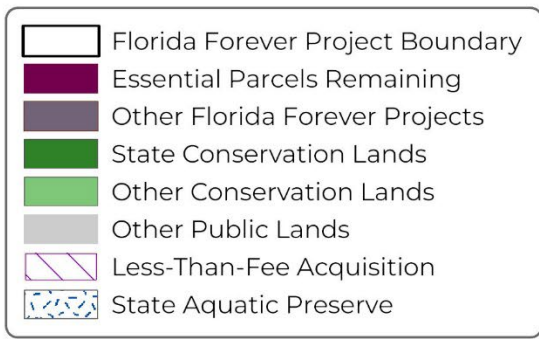 Florida Forever Project Boundary
Essential Parcels Remaining
Other Florida Forever Projects
State Conservation Lands
Other Conservation Lands
Other Public Lands
Less-Than-Fee Acquisition
State Aquatic Preserve